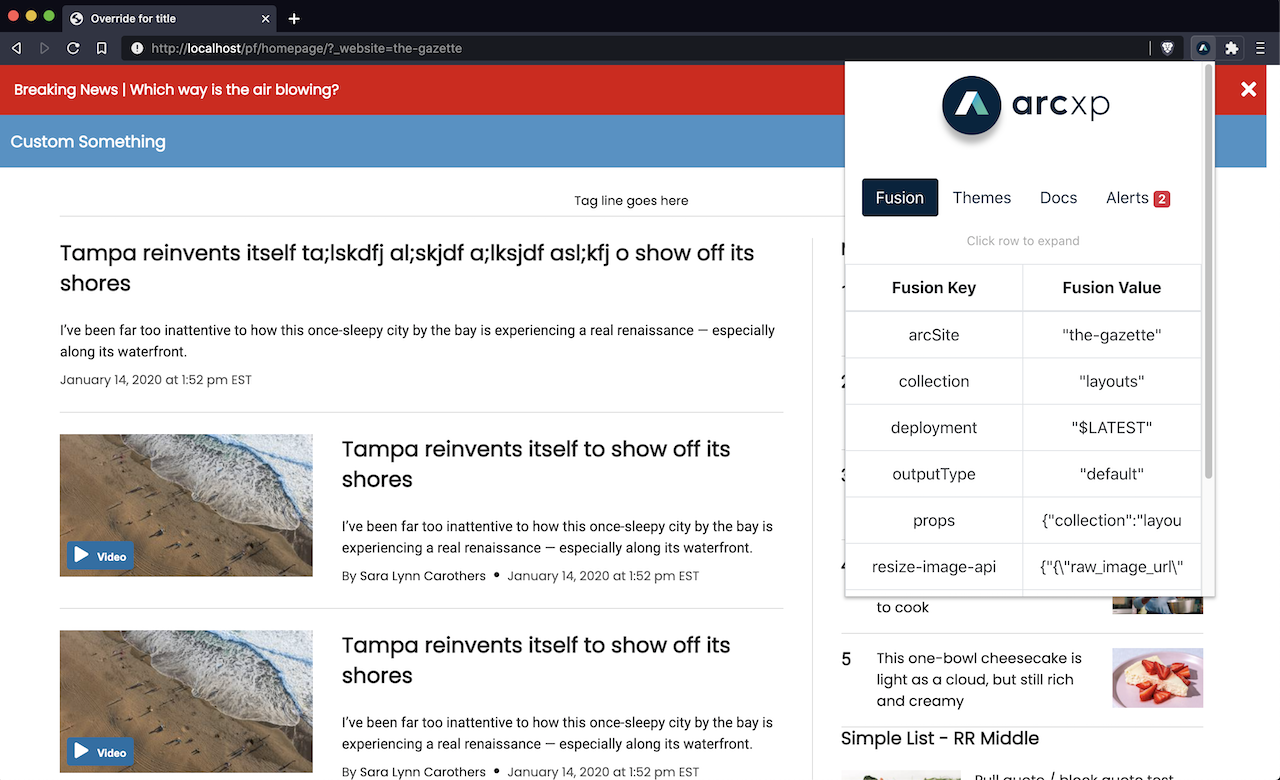 Override for title
http://localhost/pf/homepage/?_website=the-gazette
Breaking News | Which way is the air blowing?
Custom Something
Tag line goes here
Tampa reinvents itself ta;lskdfj al;skjdf a;lksjdf asl;kfj o show off its
shores
I've been far too inattentive to how this once-sleepy city by the bay is experiencing a real renaissance — especially
along its waterfront.
January 14, 2020 at 1:52 pm EST
Video
Tampa reinvents itself to show off its
shores
I've been far too inattentive to how this once-sleepy city by the bay is
experiencing a real renaissance — especially along its waterfront.
By Sara Lynn Carothers • January 14, 2020 at 1:52 pm EST
Video
Tampa reinvents itself to show off its
shores
I've been far too inattentive to how this once-sleepy city by the bay is
experiencing a real renaissance — especially along its waterfront.
By Sara Lynn Carothers • January 14, 2020 at 1:52 pm EST
arcxp
Fusion Themes Docs Alerts 2
Click row to expand
Fusion Key Fusion Value
arcSite "the-gazette"
collection "layouts"
deployment "$LATEST"
outputType "default"
props {"collection":"layou
resize-image-api {"{\"raw_image_url\"
to cook
5 This one-bowl cheesecake is
light as a cloud, but still rich
and creamy
Simple List - RR Middle
Pull quote / block quote test